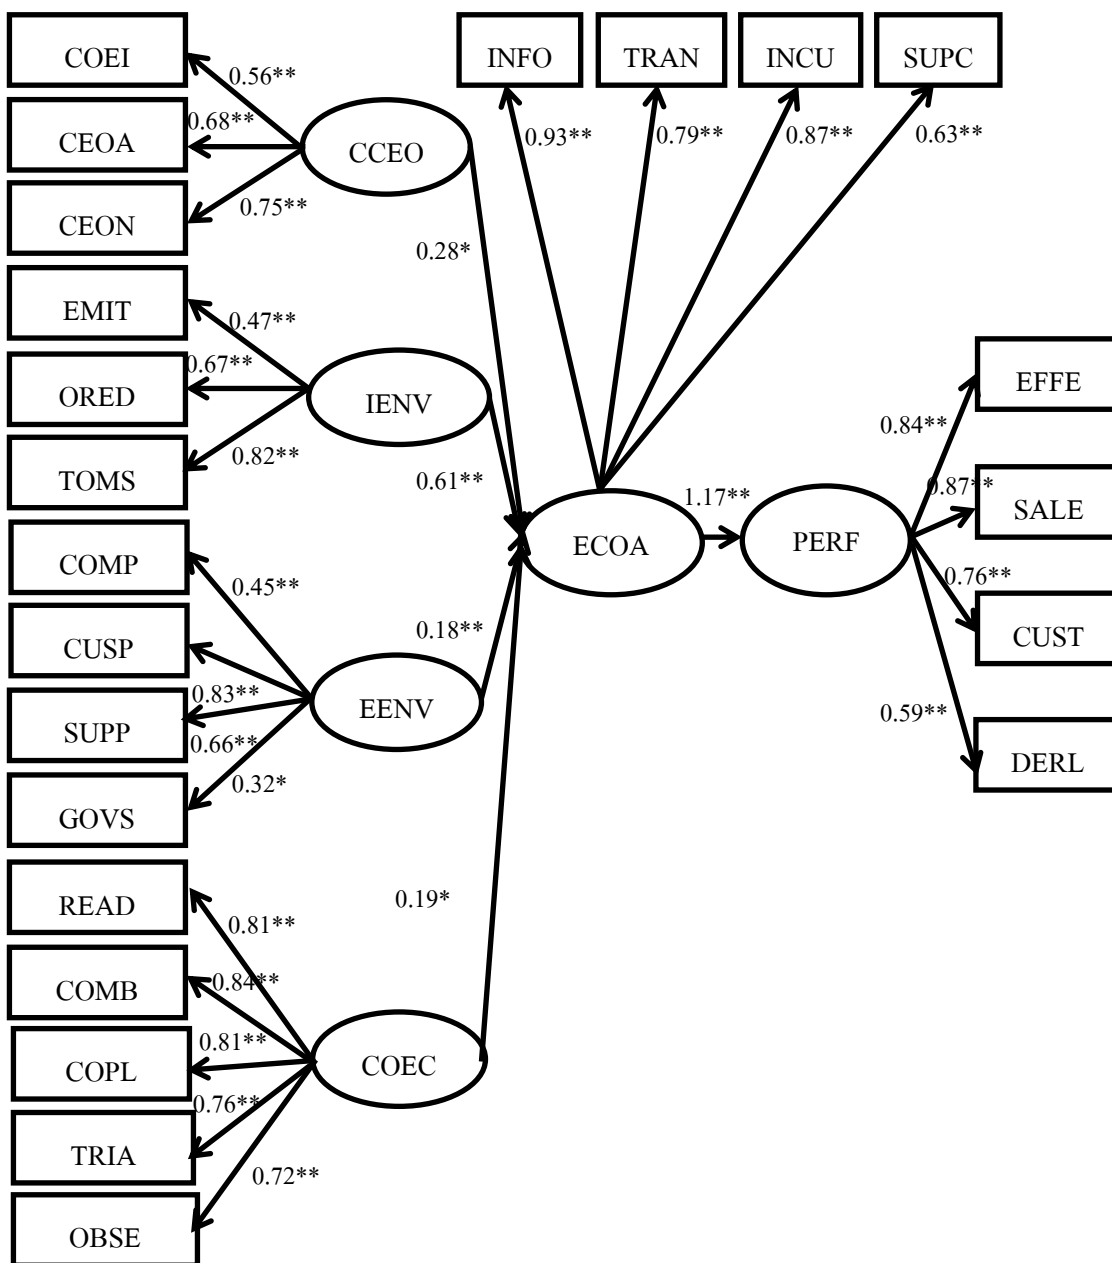 COEI
INFO
TRAN
INCU
SUPC
0.56**
CEOA
0.68**
CCEO
0.93**
0.79**
0.87**
0.63**
CEON
0.75**
0.28*
EMIT
0.47**
ORED
0.67**
IENV
EFFE
0.84**
TOMS
0.82**
0.61**
1.17**
0.87**
SALE
COMP
ECOA
PERF
0.45**
0.76**
CUSP
0.18**
CUST
0.83**
SUPP
EENV
0.66**
0.59**
0.32*
DERL
GOVS
READ
0.81**
0.19*
COMB
0.84**
COPL
0.81**
COEC
0.76**
TRIA
0.72**
OBSE